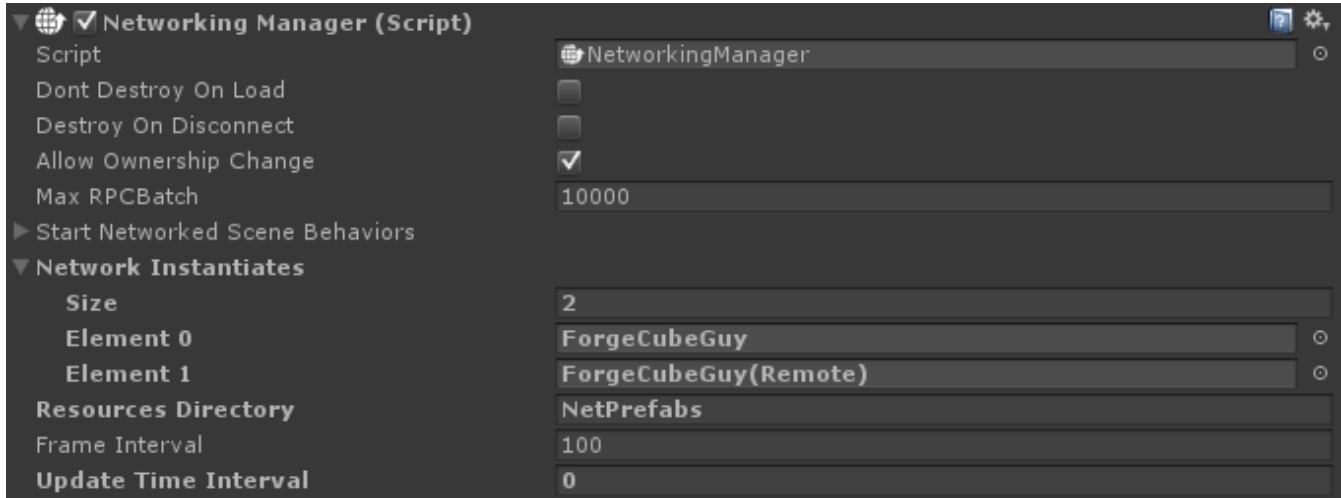 Networking Manager (Script)
Script NetworkingManager
Dont Destroy On Load
Destroy On Disconnect
Allow Ownership Change
Max RPCBatch 10000
Start Networked Scene Behaviors
Network Instantiates
Size 2
Element 0 ForgeCubeGuy
Element 1 ForgeCubeGuy(Remote)
Resources Directory NetPrefabs
Frame Interval 100
Update Time Interval 0